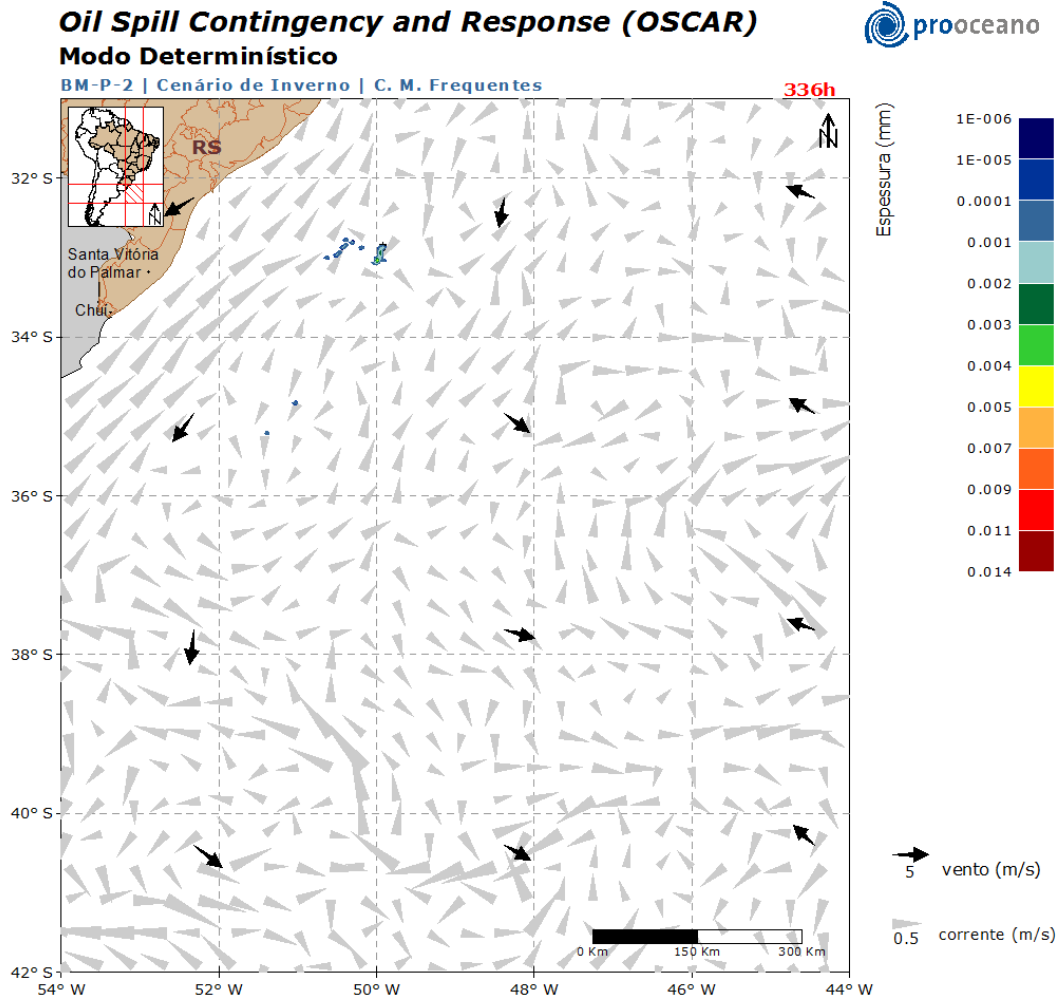 Oil Spill Contingency and Response (OSCAR)
Modo Determinístico
BM-P-2 | Cenário de Inverno | C. M. Frequentes
336h
prooceano
RS
N
N
Santa Vitória
do Palmar
Chuí
32° S
34° S
36° S
38° S
40° S
42° S
54° W
52° W
50° W
48° W
46° W
44° W
0 Km
150 Km
300 Km
Espessura (mm)
1E-006
1E-005
0.0001
0.001
0.002
0.003
0.004
0.005
0.007
0.009
0.011
0.014
5
vento (m/s)
0.5
corrente (m/s)